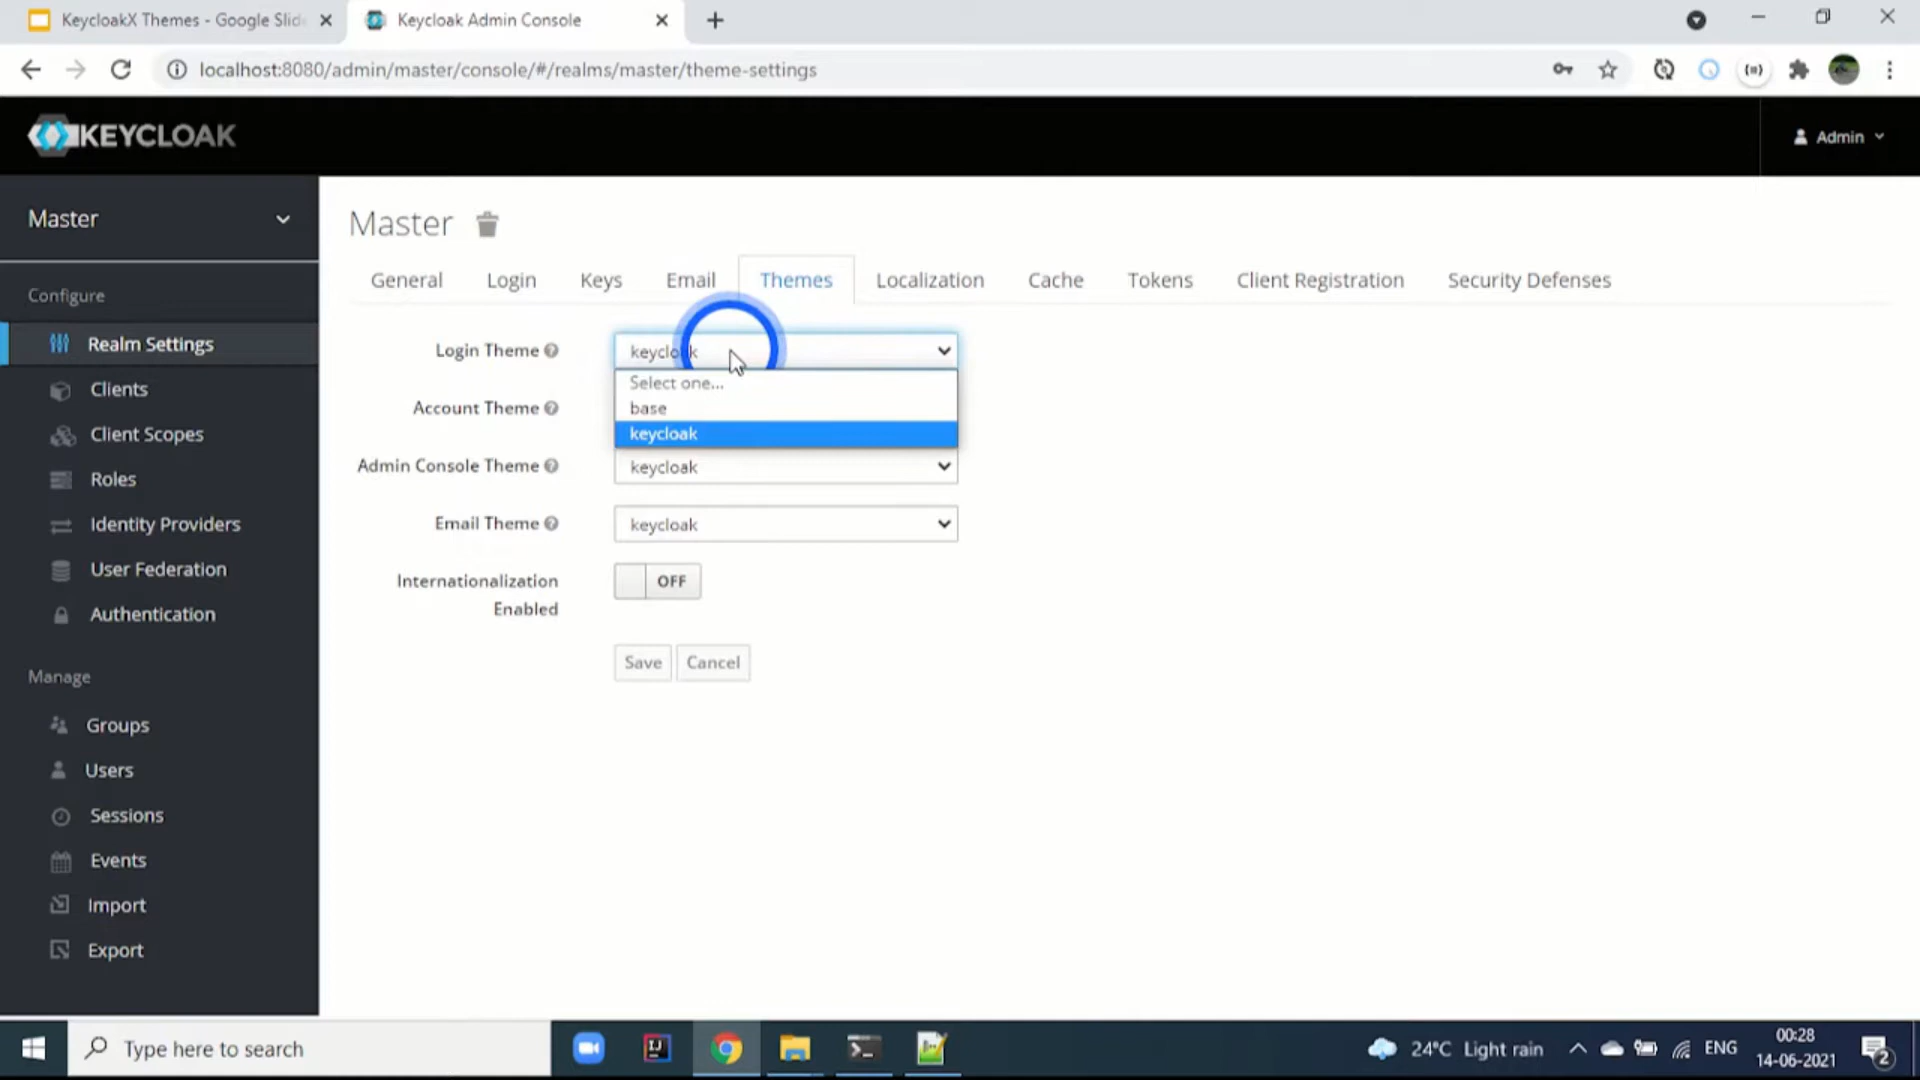 KeycloakX Themes - Google Slide
Keycloak Admin Console
localhost:8080/admin/master/console/#/realms/master/theme-settings
KEYCLOAK
Admin
Master
Configure
Realm Settings
Clients
Client Scopes
Roles
Identity Providers
User Federation
Authentication
Manage
Groups
Users
Sessions
Events
Import
Export
Master
General Login Keys Email Themes Localization Cache Tokens Client Registration Security Defenses
Login Theme keycloak
Select one...
base
keycloak
Account Theme
Admin Console Theme keycloak
Email Theme keycloak
Internationalization
Enabled
OFF
Save Cancel
Type here to search
IJ
24°C Light rain
ENG
00:28
14-06-2021
2